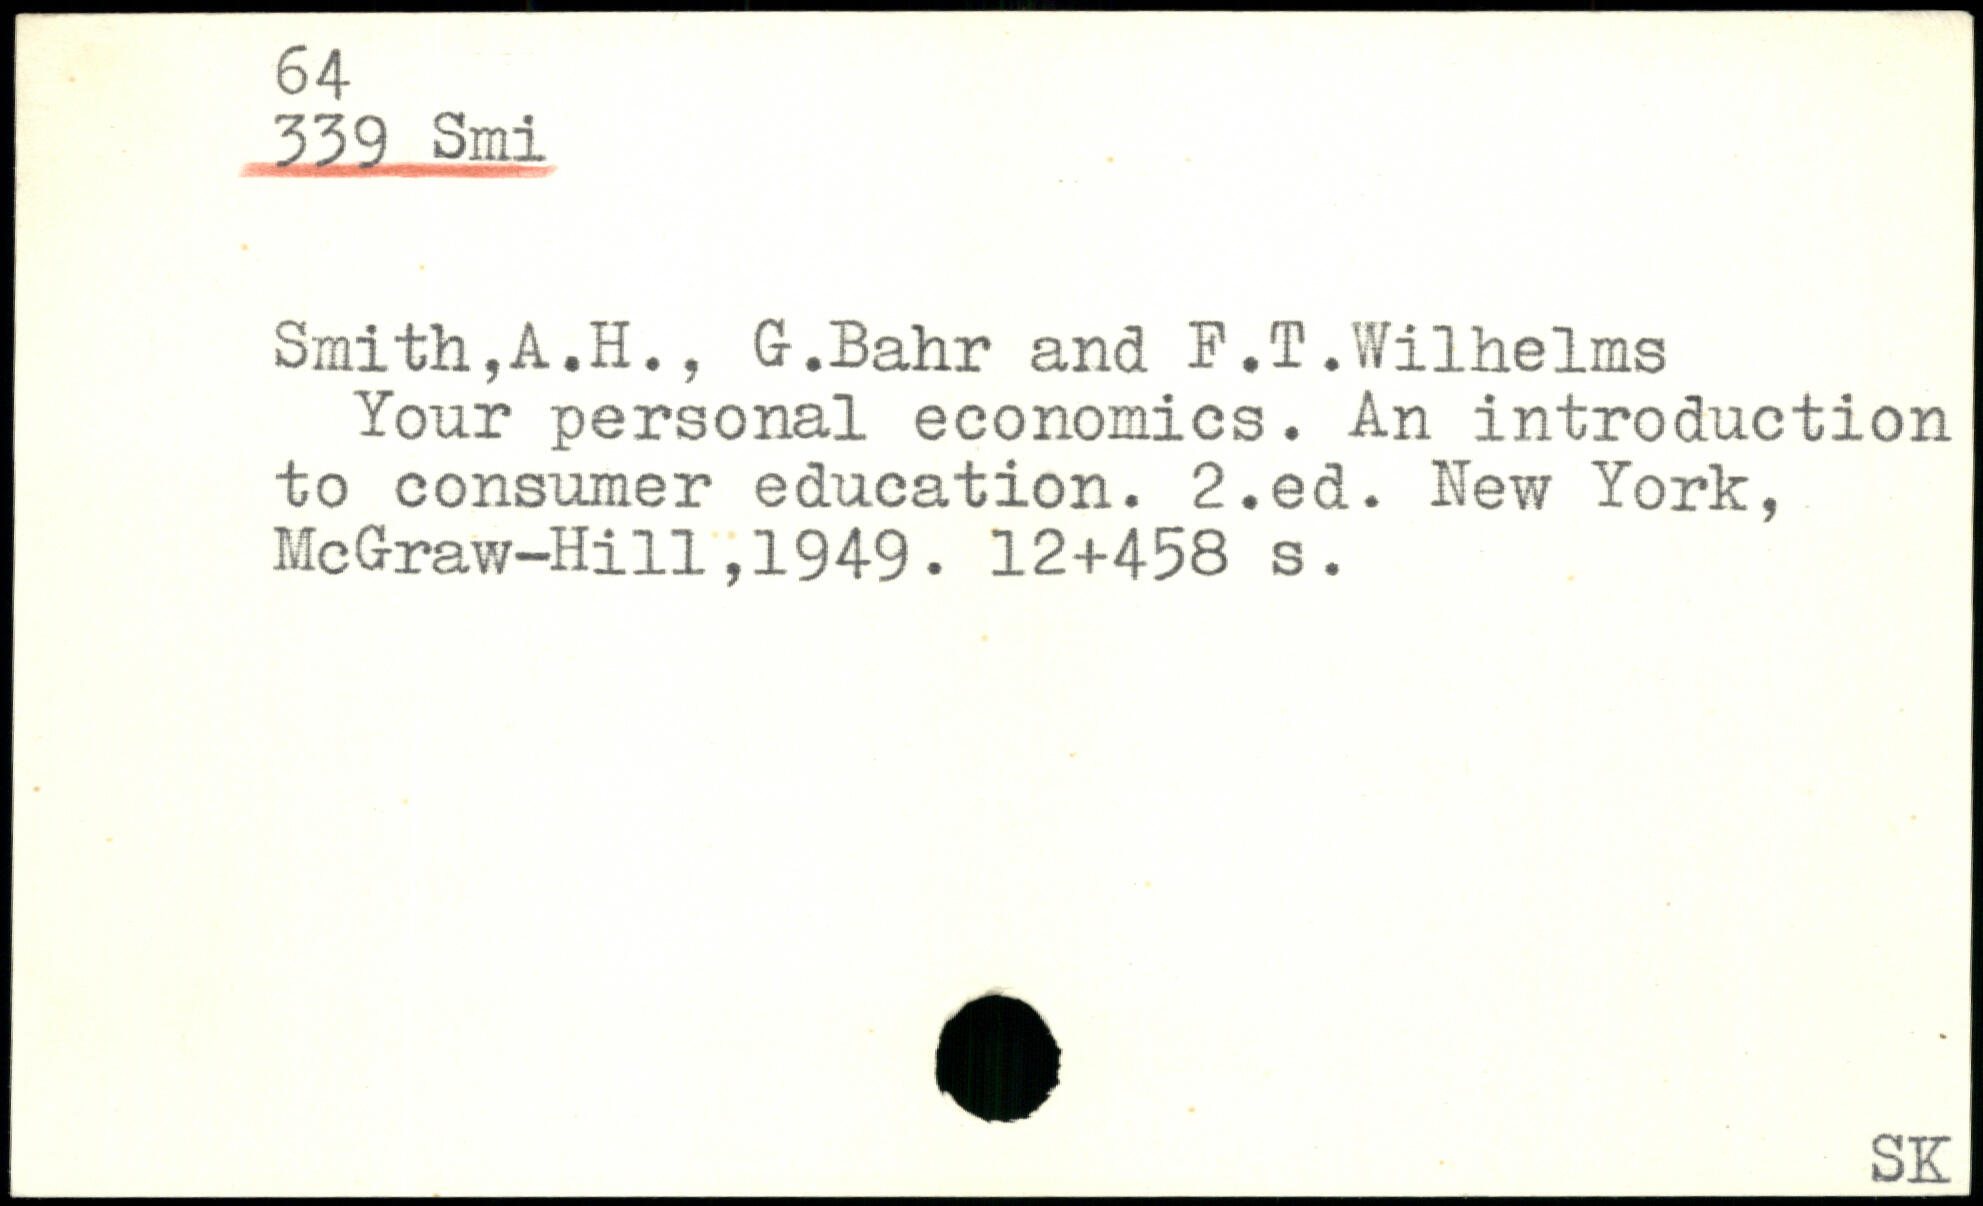 64
339 Smi
Smith,A.H., G.Bahr and F.T.Wilhelms
Your personal economics. An introduction
to consumer education. 2.ed. New York,
McGraw-Hill,1949. 12+458 s.
SK